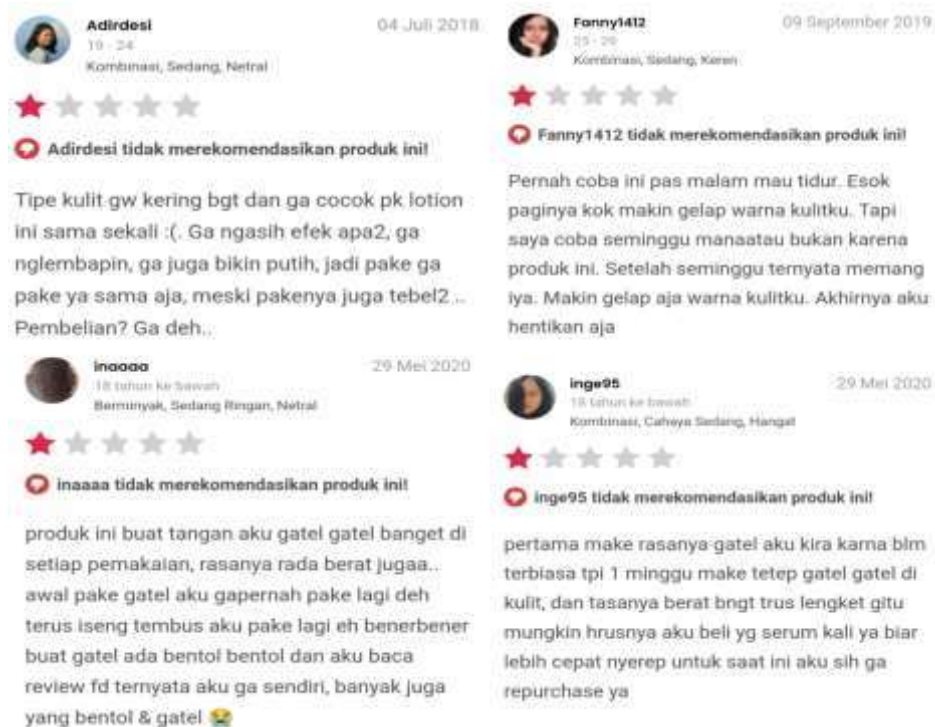 Adirdesi
04 Juli 2018
19 - 24
Kombinasi, Sedang, Netral
Adirdesi tidak merekomendasikan produk ini!
Tipe kulit gw kering bgt dan ga cocok pk lotion
ini sama sekali :(. Ga ngasih efek apa2, ga
nglembapin, ga juga bikin putih, jadi pake ga
pake ya sama aja, meski pakenya juga tebel2 ..
Pembelian? Ga deh..
Fanny1412
09 September 2019
25 - 29
Kombinasi, Sedang, Keren
Fanny1412 tidak merekomendasikan produk ini!
Pernah coba ini pas malam mau tidur. Esok
paginya kok makin gelap warna kulitku. Tapi
saya coba seminggu manaatau bukan karena
produk ini. Setelah seminggu ternyata memang
iya. Makin gelap aja warna kulitku. Akhirnya aku
hentikan aja
inaaaa
29 Mei 2020
18 tahun ke bawah
Berminyak, Sedang Ringan, Netral
inaaaa tidak merekomendasikan produk ini!
produk ini buat tangan aku gatel gatel banget di
setiap pemakaian, rasanya rada berat jugaa..
awal pake gatel aku gapernah pake lagi deh
terus iseng tembus aku pake lagi eh benerbener
buat gatel ada bentol bentol dan aku baca
review fd ternyata aku ga sendiri, banyak juga
yang bentol & gatel 😭
inge95
29 Mei 2020
18 tahun ke bawah
Kombinasi, Cahaya Sedang, Hangat
inge95 tidak merekomendasikan produk ini!
pertama make rasanya gatel aku kira karna blm
terbiasa tpi 1 minggu make tetep gatel gatel di
kulit, dan tasanya berat bngt trus lengket gitu
mungkin hrusnya aku beli yg serum kali ya biar
lebih cepat nyerep untuk saat ini aku sih ga
repurchase ya